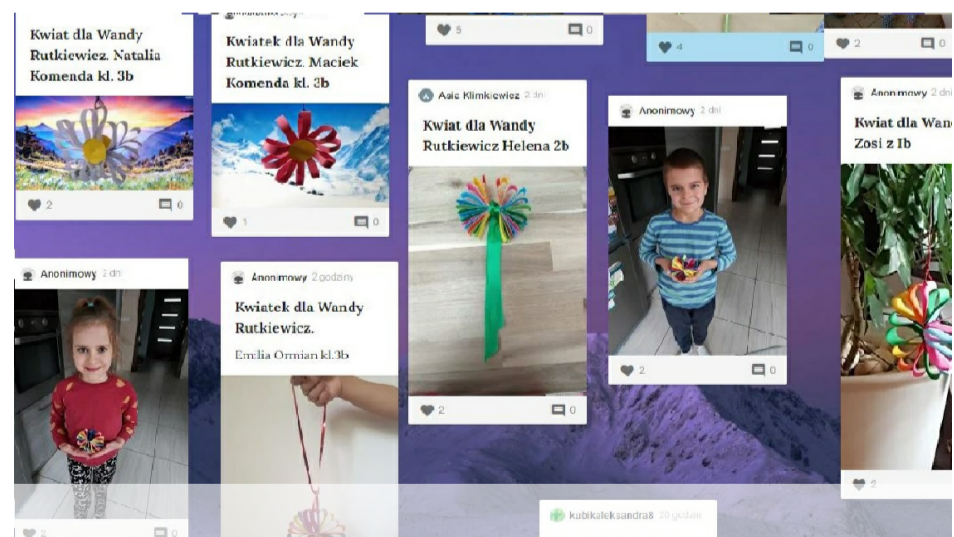 Kwiat dla Wandy
Rutkiewicz. Natalia
Komenda kl. 3b
2
0
Kwiatek dla Wandy
Rutkiewicz. Maciek
Komenda kl. 3b
1
0
5
0
4
0
2
0
Asia Klimkiewicz 2 dni
Kwiat dla Wandy
Rutkiewicz Helena 2b
2
0
Anonimowy 2 dni
2
0
Anonimowy 2 dni
Kwiat dla Wan
Zosi z Ib
2
Anonimowy 2 dni
2
0
Anonimowy 2 godziny
Kwiatek dla Wandy
Rutkiewicz.
Emilia Ormian kl.3b
kubikaleksandra8 20 godzin